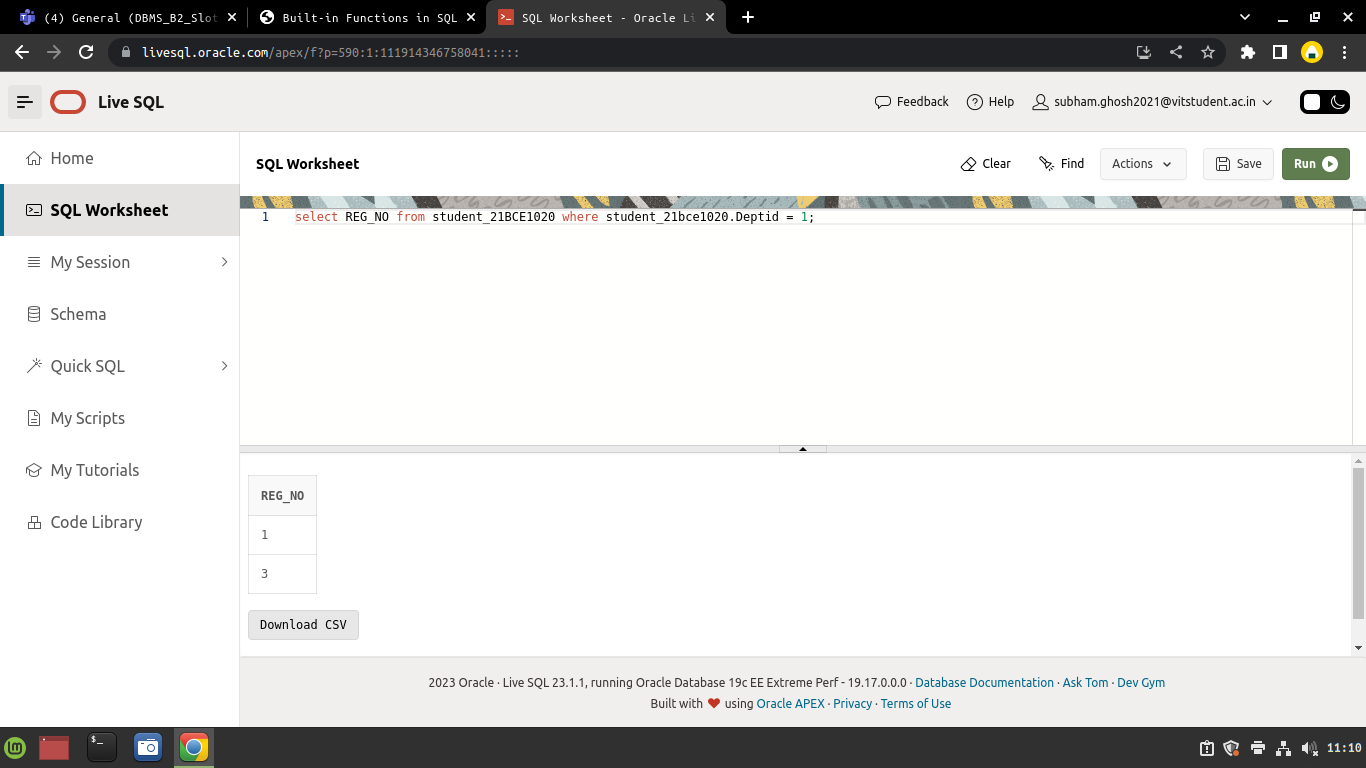 (4) General (DBMS_B2_Slot
Built-in Functions in SQL
SQL Worksheet - Oracle Li
livesql.oracle.com/apex/f?p=590:1:111914346758041:::::
Live SQL
Feedback
Help
subham.ghosh2021@vitstudent.ac.in
Home
SQL Worksheet
My Session
Schema
Quick SQL
My Scripts
My Tutorials
Code Library
SQL Worksheet
Clear
Find
Actions
Save
Run
1 select REG_NO from student_21BCE1020 where student_21bce1020.Deptid = 1;
REG_NO
1
3
Download CSV
2023 Oracle · Live SQL 23.1.1, running Oracle Database 19c EE Extreme Perf - 19.17.0.0.0 · Database Documentation · Ask Tom · Dev Gym
Built with ❤ using Oracle APEX · Privacy · Terms of Use
11:10